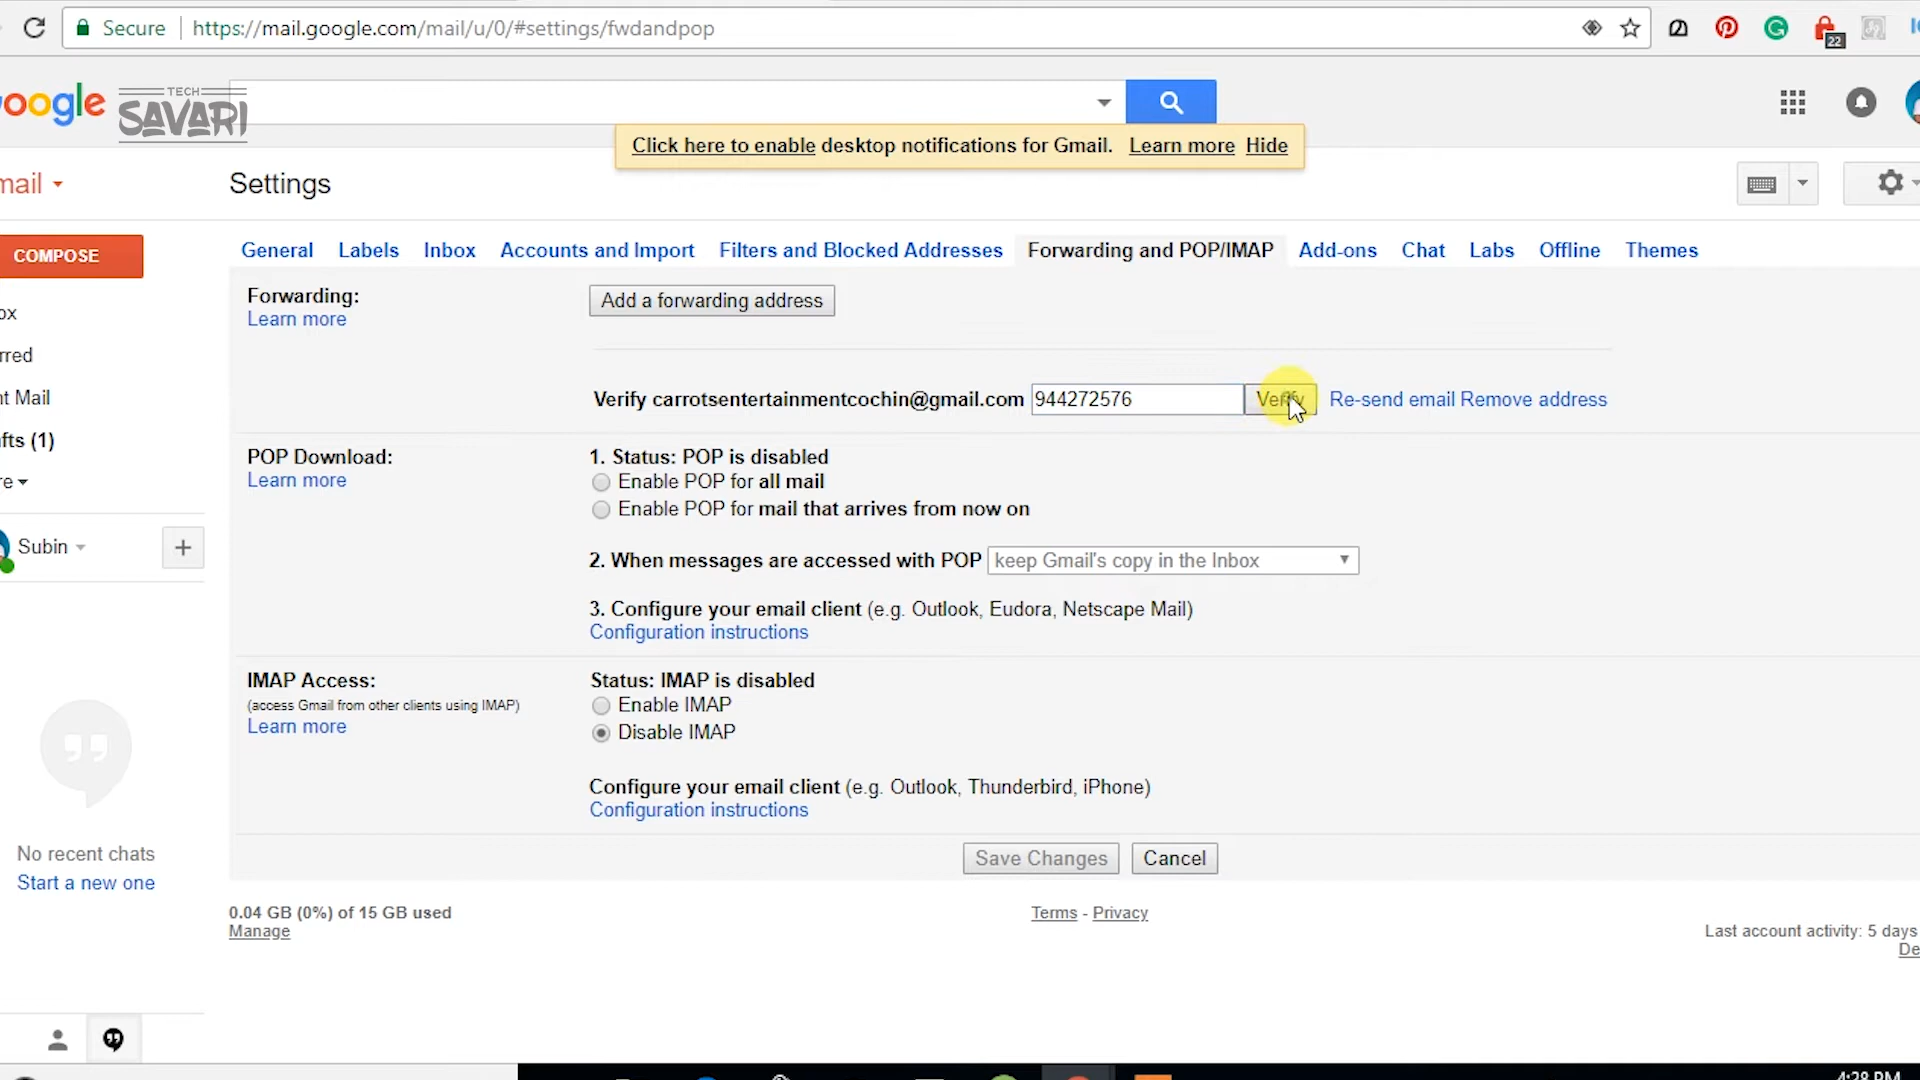 Secure https://mail.google.com/mail/u/0/#settings/fwdandpop
22
oogle
TECH
SAVARI
Click here to enable desktop notifications for Gmail. Learn more Hide
mail
Settings
COMPOSE
General Labels Inbox Accounts and Import Filters and Blocked Addresses Forwarding and POP/IMAP Add-ons Chat Labs Offline Themes
Forwarding:
Learn more
Add a forwarding address
ox
rred
nt Mail
fts (1)
re
Verify carrotsentertainmentcochin@gmail.com 944272576 Verify Re-send email Remove address
POP Download:
Learn more
1. Status: POP is disabled
Enable POP for all mail
Enable POP for mail that arrives from now on
2. When messages are accessed with POP keep Gmail's copy in the Inbox
3. Configure your email client (e.g. Outlook, Eudora, Netscape Mail)
Configuration instructions
Subin
IMAP Access:
(access Gmail from other clients using IMAP)
Learn more
Status: IMAP is disabled
Enable IMAP
Disable IMAP
Configure your email client (e.g. Outlook, Thunderbird, iPhone)
Configuration instructions
No recent chats
Start a new one
Save Changes Cancel
0.04 GB (0%) of 15 GB used
Manage
Terms - Privacy
Last account activity: 5 days
De
4:28 PM